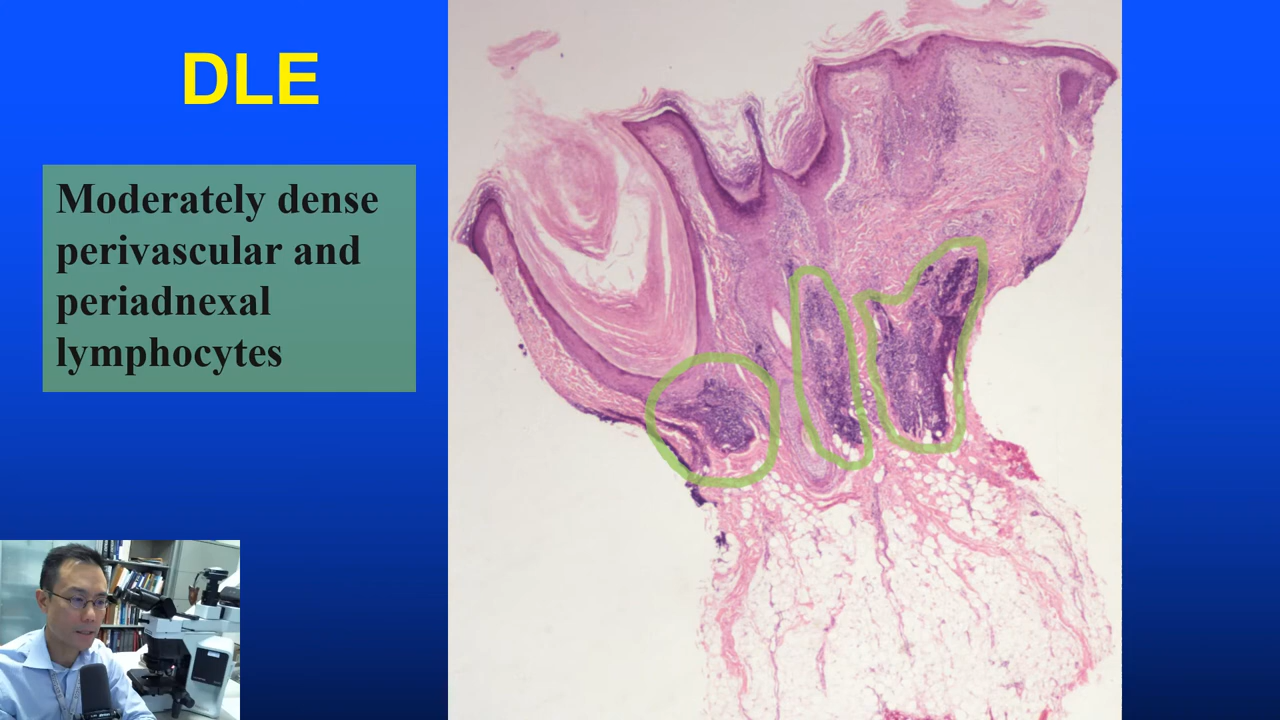 DLE
Moderately dense
perivascular and
periadnexal
lymphocytes